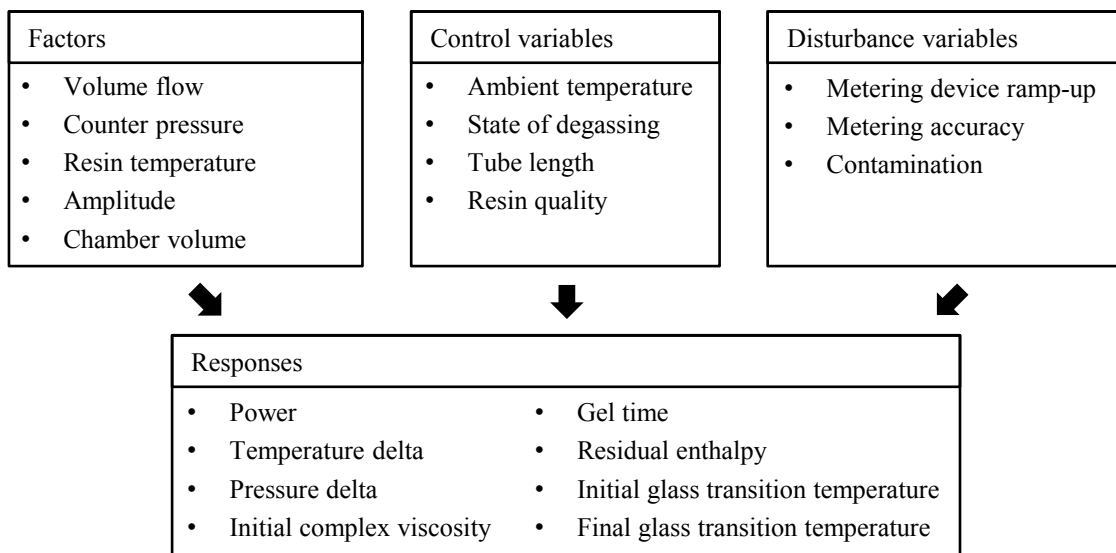 Factors
• Volume flow
• Counter pressure
• Resin temperature
• Amplitude
• Chamber volume
Control variables
• Ambient temperature
• State of degassing
• Tube length
• Resin quality
Disturbance variables
• Metering device ramp-up
• Metering accuracy
• Contamination
Responses
• Power
• Temperature delta
• Pressure delta
• Initial complex viscosity
• Gel time
• Residual enthalpy
• Initial glass transition temperature
• Final glass transition temperature